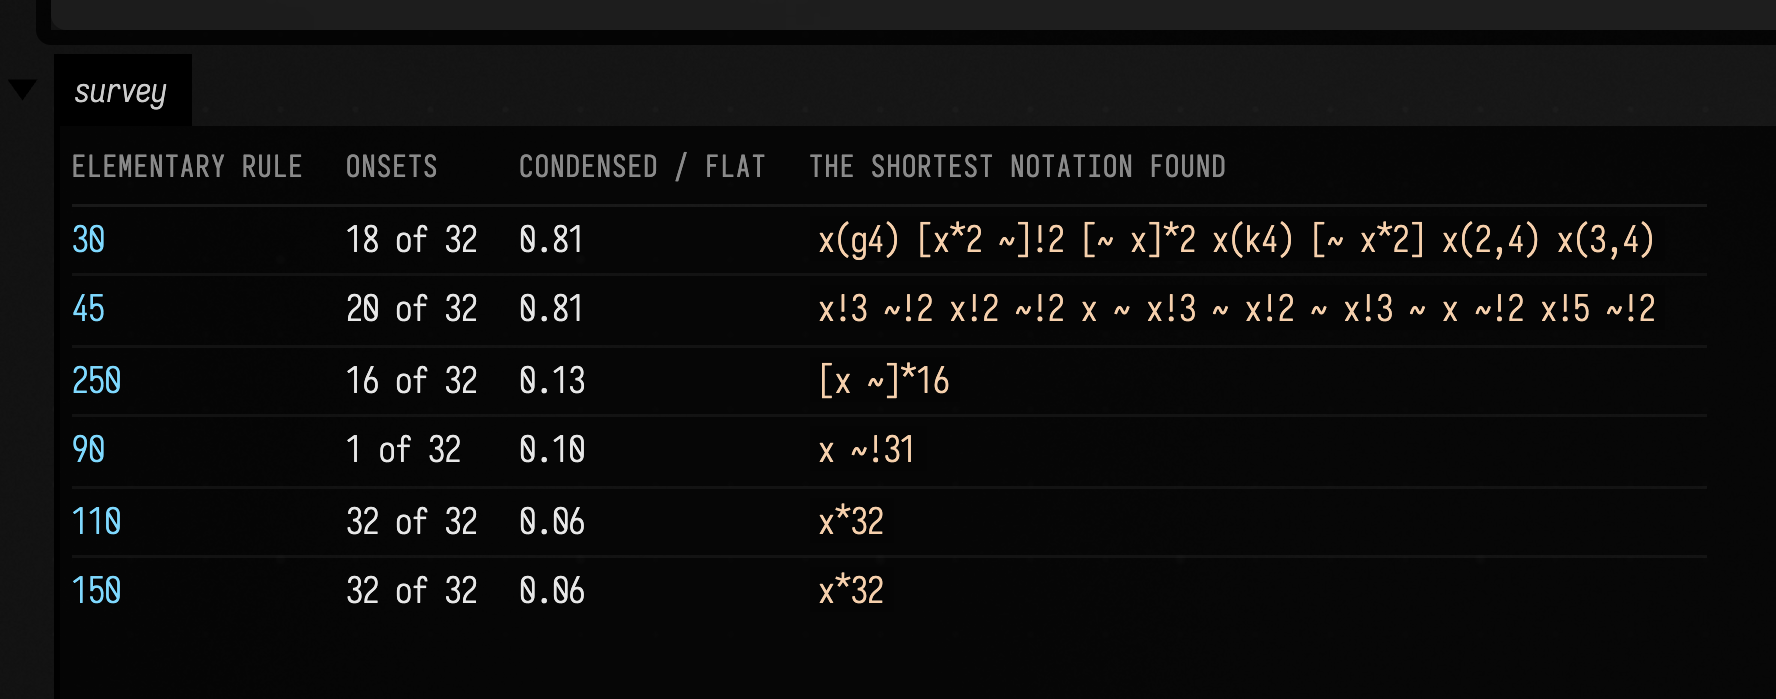 survey
ELEMENTARY RULE ONSETS CONDENSED / FLAT THE SHORTEST NOTATION FOUND
30 18 of 32 0.81 x(g4) [x*2 ~]!2 [~ x]*2 x(k4) [~ x*2] x(2,4) x(3,4)
45 20 of 32 0.81 x!3 ~!2 x!2 ~!2 x ~ x!3 ~ x!2 ~ x!3 ~ x ~!2 x!5 ~!2
250 16 of 32 0.13 [x ~]*16
90 1 of 32 0.10 x ~!31
110 32 of 32 0.06 x*32
150 32 of 32 0.06 x*32